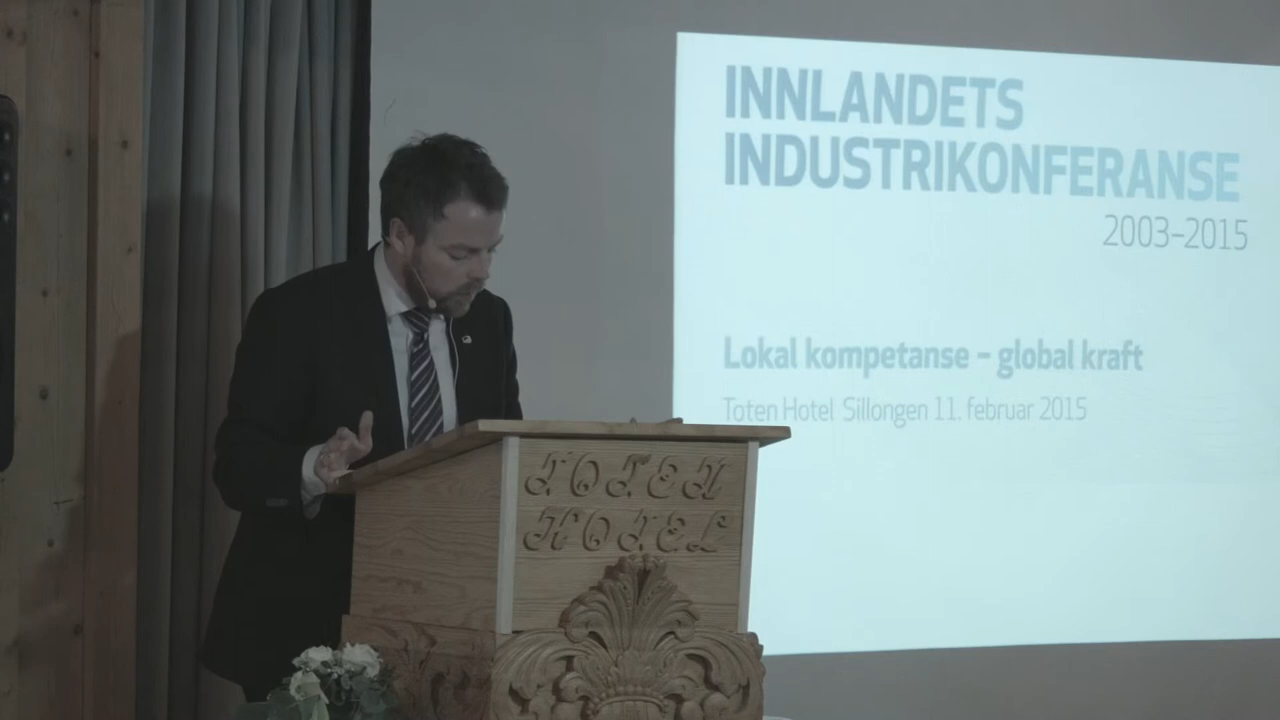 INNLANDETS
INDUSTRIKONFERANSE
2003–2015
Lokal kompetanse – global kraft
Toten Hotel Sillongen 11. februar 2015
TOTEN
HOTEL